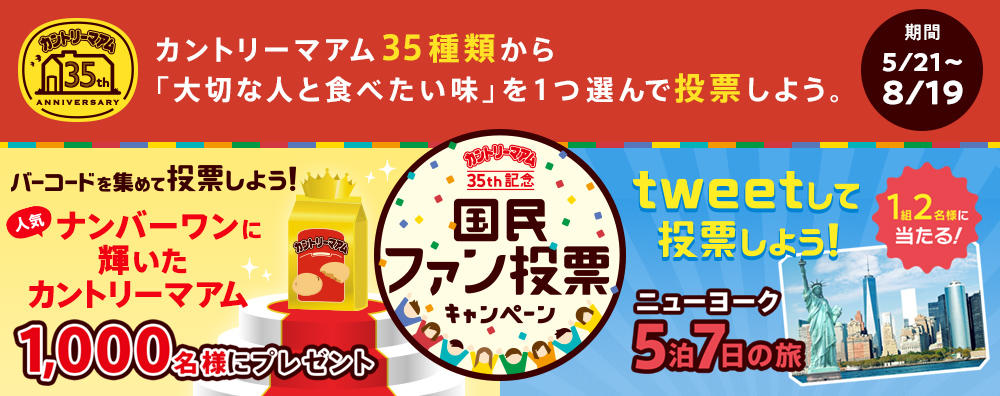 カントリーマアム
35th
ANNIVERSARY
カントリーマアム35種類から
「大切な人と食べたい味」を1つ選んで投票しよう。
期間
5/21〜
8/19
バーコードを集めて投票しよう!
人気
ナンバーワンに
輝いた
カントリーマアム
1,000名様にプレゼント
カントリーマアム
カントリーマアム
35th記念
国民
ファン投票
キャンペーン
tweetして
投票しよう!
1組2名様に
当たる!
ニューヨーク
5泊7日の旅